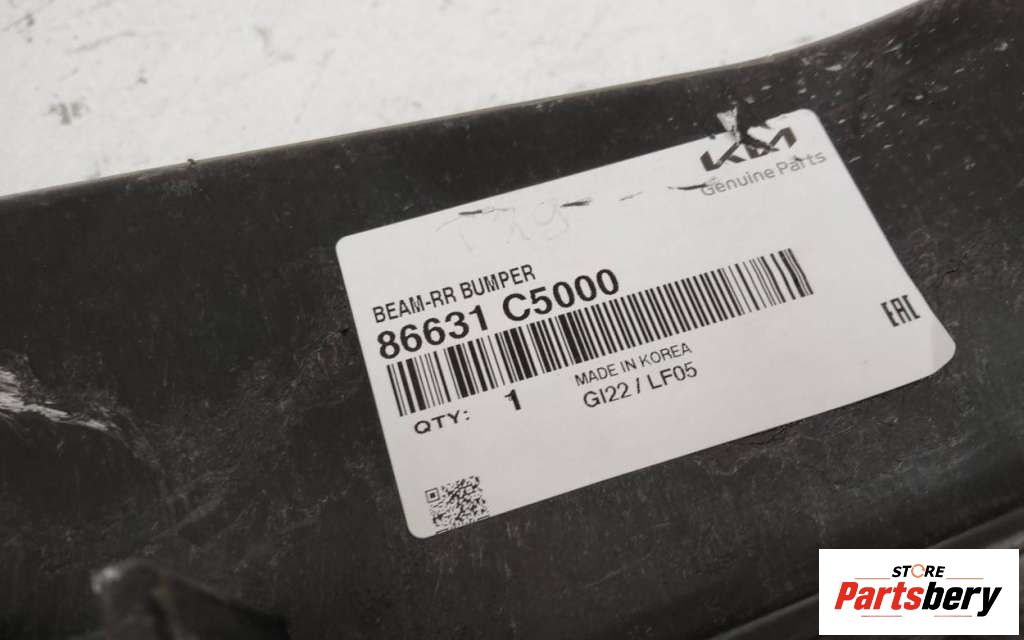 KIA
Genuine Parts
BEAM-RR BUMPER
86631 C5000
MADE IN KOREA
QTY: 1
GI22 / LF05
EAC
STORE
Partsbery